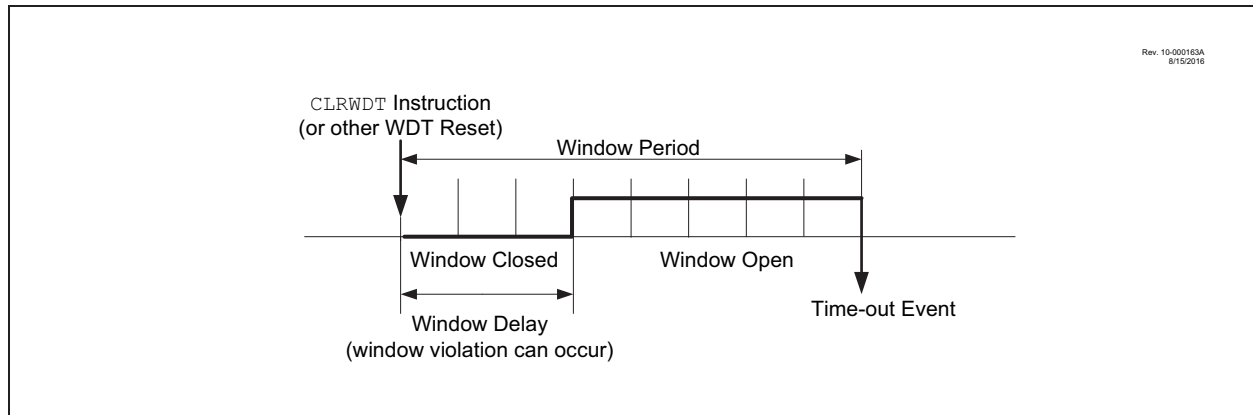 Rev. 10-000163A
8/15/2016
CLRWDT Instruction
(or other WDT Reset)
Window Period
Window Closed
Window Open
Window Delay
(window violation can occur)
Time-out Event